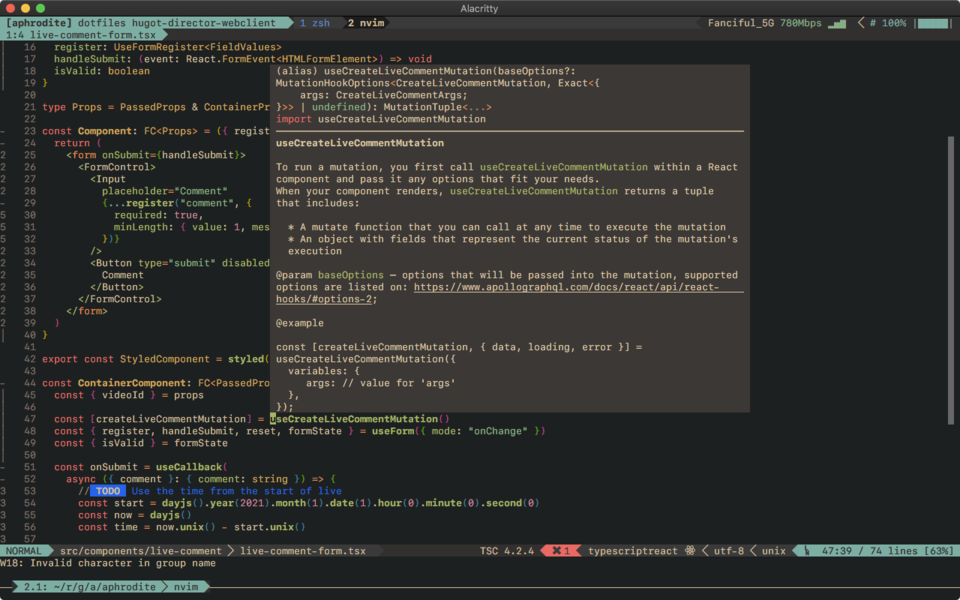 Alacritty
[aphrodite] dotfiles hugot-director-webclient 1 zsh 2 nvim Fanciful_5G 780Mbps # 100%
1:4 live-comment-form.tsx
16 register: UseFormRegister<FieldValues>
17 handleSubmit: (event: React.FormEvent<HTMLFormElement>) => void
18 isValid: boolean
19 }
20
21 type Props = PassedProps & ContainerPr
22
23 const Component: FC<Props> = ({ regist
24 return (
25 <form onSubmit={handleSubmit}>
26 <FormControl>
27 <Input
28 placeholder="Comment"
29 {...register("comment", {
30 required: true,
31 minLength: { value: 1, mes
32 })}
33 />
34 <Button type="submit" disabled
35 Comment
36 </Button>
37 </FormControl>
38 </form>
39 )
40 }
41
42 export const StyledComponent = styled(
43
44 const ContainerComponent: FC<PassedPro
45 const { videoId } = props
46
(alias) useCreateLiveCommentMutation(baseOptions?:
MutationHookOptions<CreateLiveCommentMutation, Exact<{
args: CreateLiveCommentArgs;
}>> | undefined): MutationTuple<...>
import useCreateLiveCommentMutation
useCreateLiveCommentMutation
To run a mutation, you first call useCreateLiveCommentMutation within a React
component and pass it any options that fit your needs.
When your component renders, useCreateLiveCommentMutation returns a tuple
that includes:
* A mutate function that you can call at any time to execute the mutation
* An object with fields that represent the current status of the mutation's
execution
@param baseOptions — options that will be passed into the mutation, supported
options are listed on: https://www.apollographql.com/docs/react/api/react-
hooks/#options-2;
@example
const [createLiveCommentMutation, { data, loading, error }] =
useCreateLiveCommentMutation({
variables: {
args: // value for 'args'
},
});
47 const [createLiveCommentMutation] = useCreateLiveCommentMutation()
48 const { register, handleSubmit, reset, formState } = useForm({ mode: "onChange" })
49 const { isValid } = formState
50
51 const onSubmit = useCallback(
52 async ({ comment }: { comment: string }) => {
53 // TODO Use the time from the start of live
54 const start = dayjs().year(2021).month(1).date(1).hour(0).minute(0).second(0)
55 const now = dayjs()
56 const time = now.unix() - start.unix()
57
NORMAL src/components/live-comment live-comment-form.tsx TSC 4.2.4 ✖ 1 typescriptreact utf-8 unix 47:39 / 74 lines [63%]
W18: Invalid character in group name
2.1: ~/r/g/a/aphrodite nvim